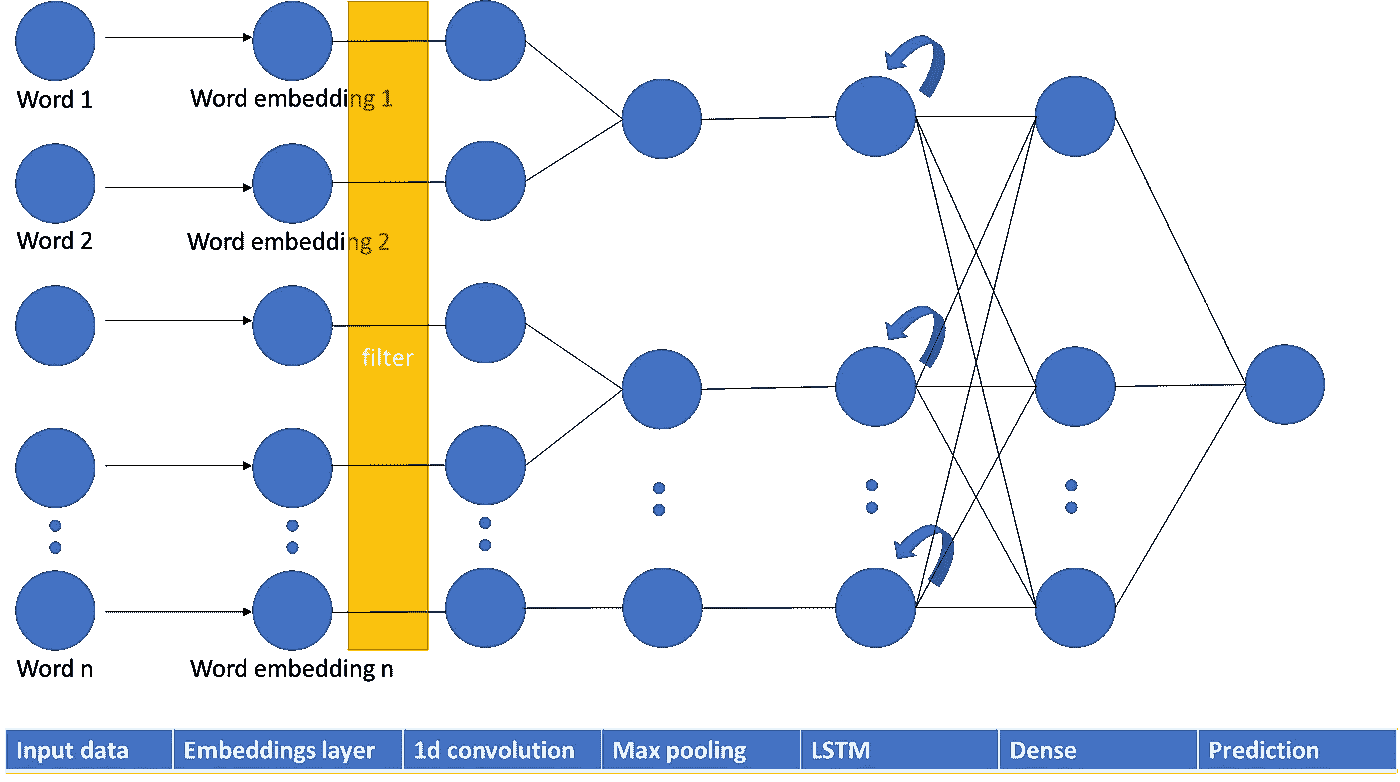 Word 1
Word embedding 1
Word 2
Word embedding 2
filter
Word n
Word embedding n
Input data
Embeddings layer
1d convolution
Max pooling
LSTM
Dense
Prediction